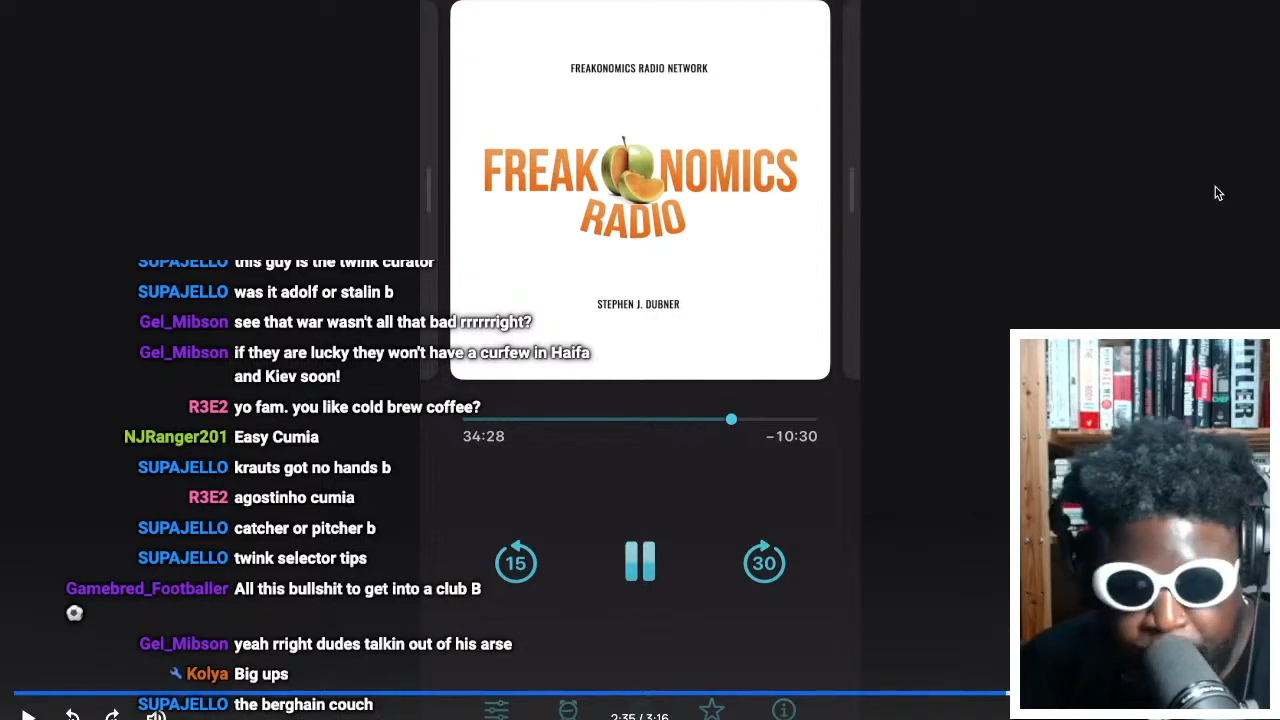 FREAKONOMICS RADIO NETWORK
FREAKONOMICS
RADIO
STEPHEN J. DUBNER
34:28
−10:30
15
30
2:35 / 3:16
SUPAJELLO this guy is the twink curator
SUPAJELLO was it adolf or stalin b
Gel_Mibson see that war wasn't all that bad rrrrrright?
Gel_Mibson if they are lucky they won't have a curfew in Haifa
and Kiev soon!
R3E2 yo fam. you like cold brew coffee?
NJRanger201 Easy Cumia
SUPAJELLO krauts got no hands b
R3E2 agostinho cumia
SUPAJELLO catcher or pitcher b
SUPAJELLO twink selector tips
Gamebred_Footballer All this bullshit to get into a club B
Gel_Mibson yeah rright dudes talkin out of his arse
Kolya Big ups
SUPAJELLO the berghain couch